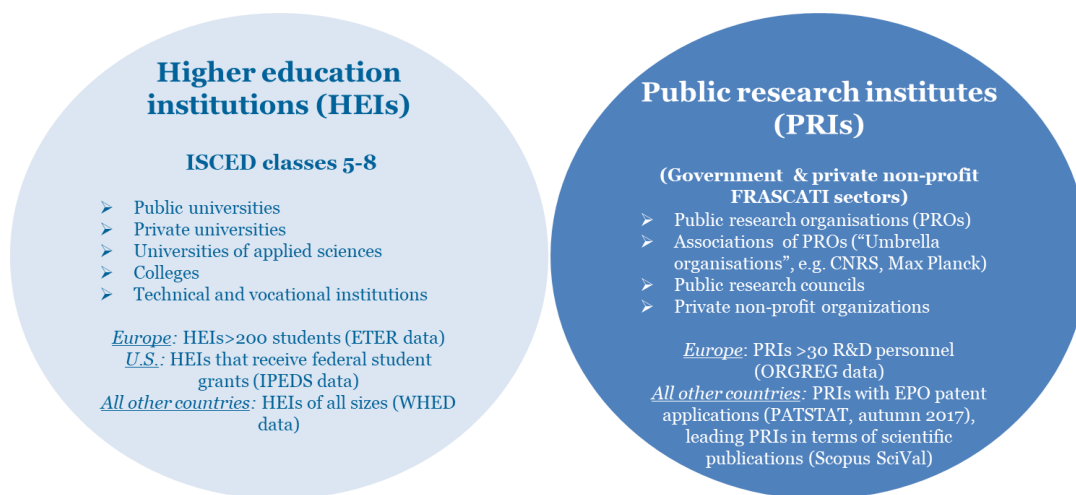 Higher education
institutions (HEIs)
ISCED classes 5-8
➢ Public universities
➢ Private universities
➢ Universities of applied sciences
➢ Colleges
➢ Technical and vocational institutions
Europe: HEIs>200 students (ETER data)
U.S.: HEIs that receive federal student
grants (IPEDS data)
All other countries: HEIs of all sizes (WHED
data)
Public research institutes
(PRIs)
(Government & private non-profit
FRASCATI sectors)
➢ Public research organisations (PROs)
➢ Associations of PROs (“Umbrella
organisations”, e.g. CNRS, Max Planck)
➢ Public research councils
➢ Private non-profit organizations
Europe: PRIs >30 R&D personnel
(ORGREG data)
All other countries: PRIs with EPO patent
applications (PATSTAT, autumn 2017),
leading PRIs in terms of scientific
publications (Scopus SciVal)